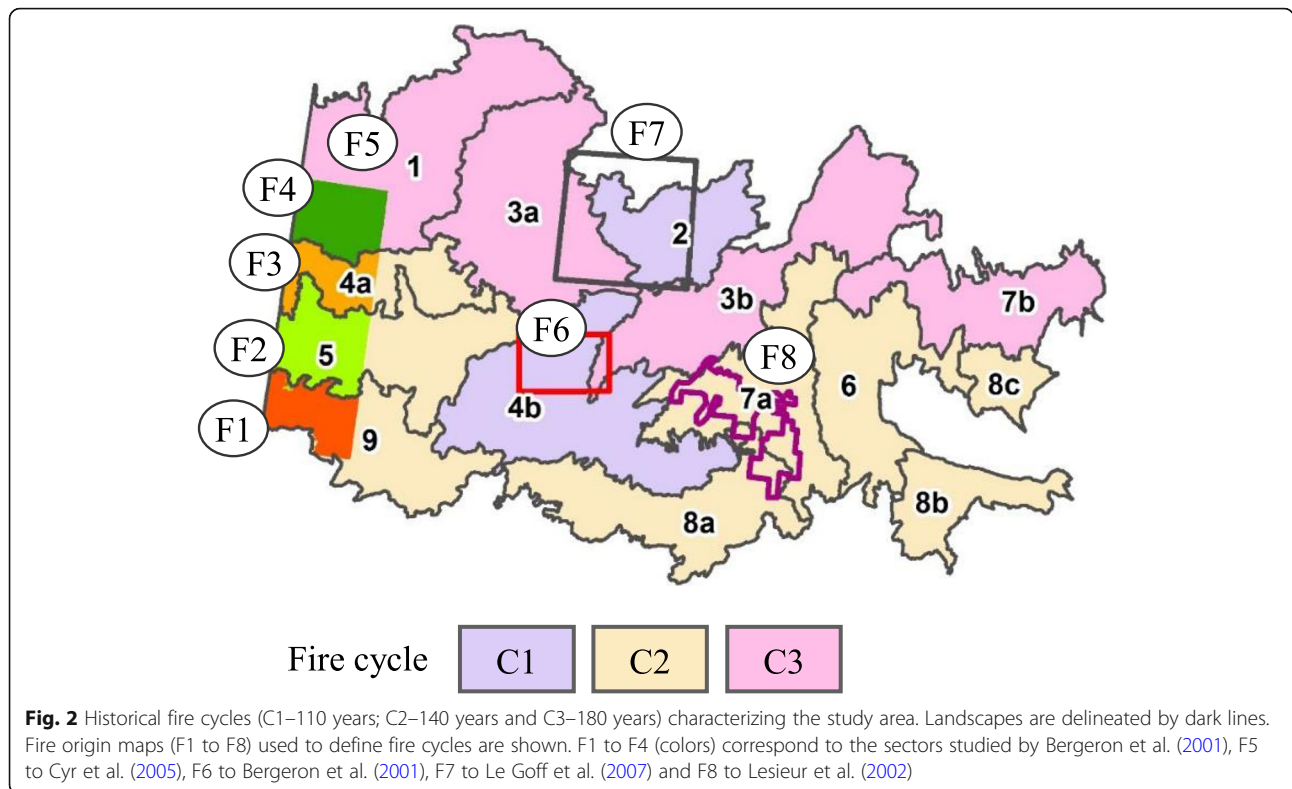 F7
F5
1
F4
3a
2
F3
4a
3b
7b
F6
F2
5
F8
6
8c
7a
4b
F1
9
8b
8a
Fire cycle C1 C2 C3
Fig. 2 Historical fire cycles (C1–110 years; C2–140 years and C3–180 years) characterizing the study area. Landscapes are delineated by dark lines.
Fire origin maps (F1 to F8) used to define fire cycles are shown. F1 to F4 (colors) correspond to the sectors studied by Bergeron et al. (2001), F5
to Cyr et al. (2005), F6 to Bergeron et al. (2001), F7 to Le Goff et al. (2007) and F8 to Lesieur et al. (2002)